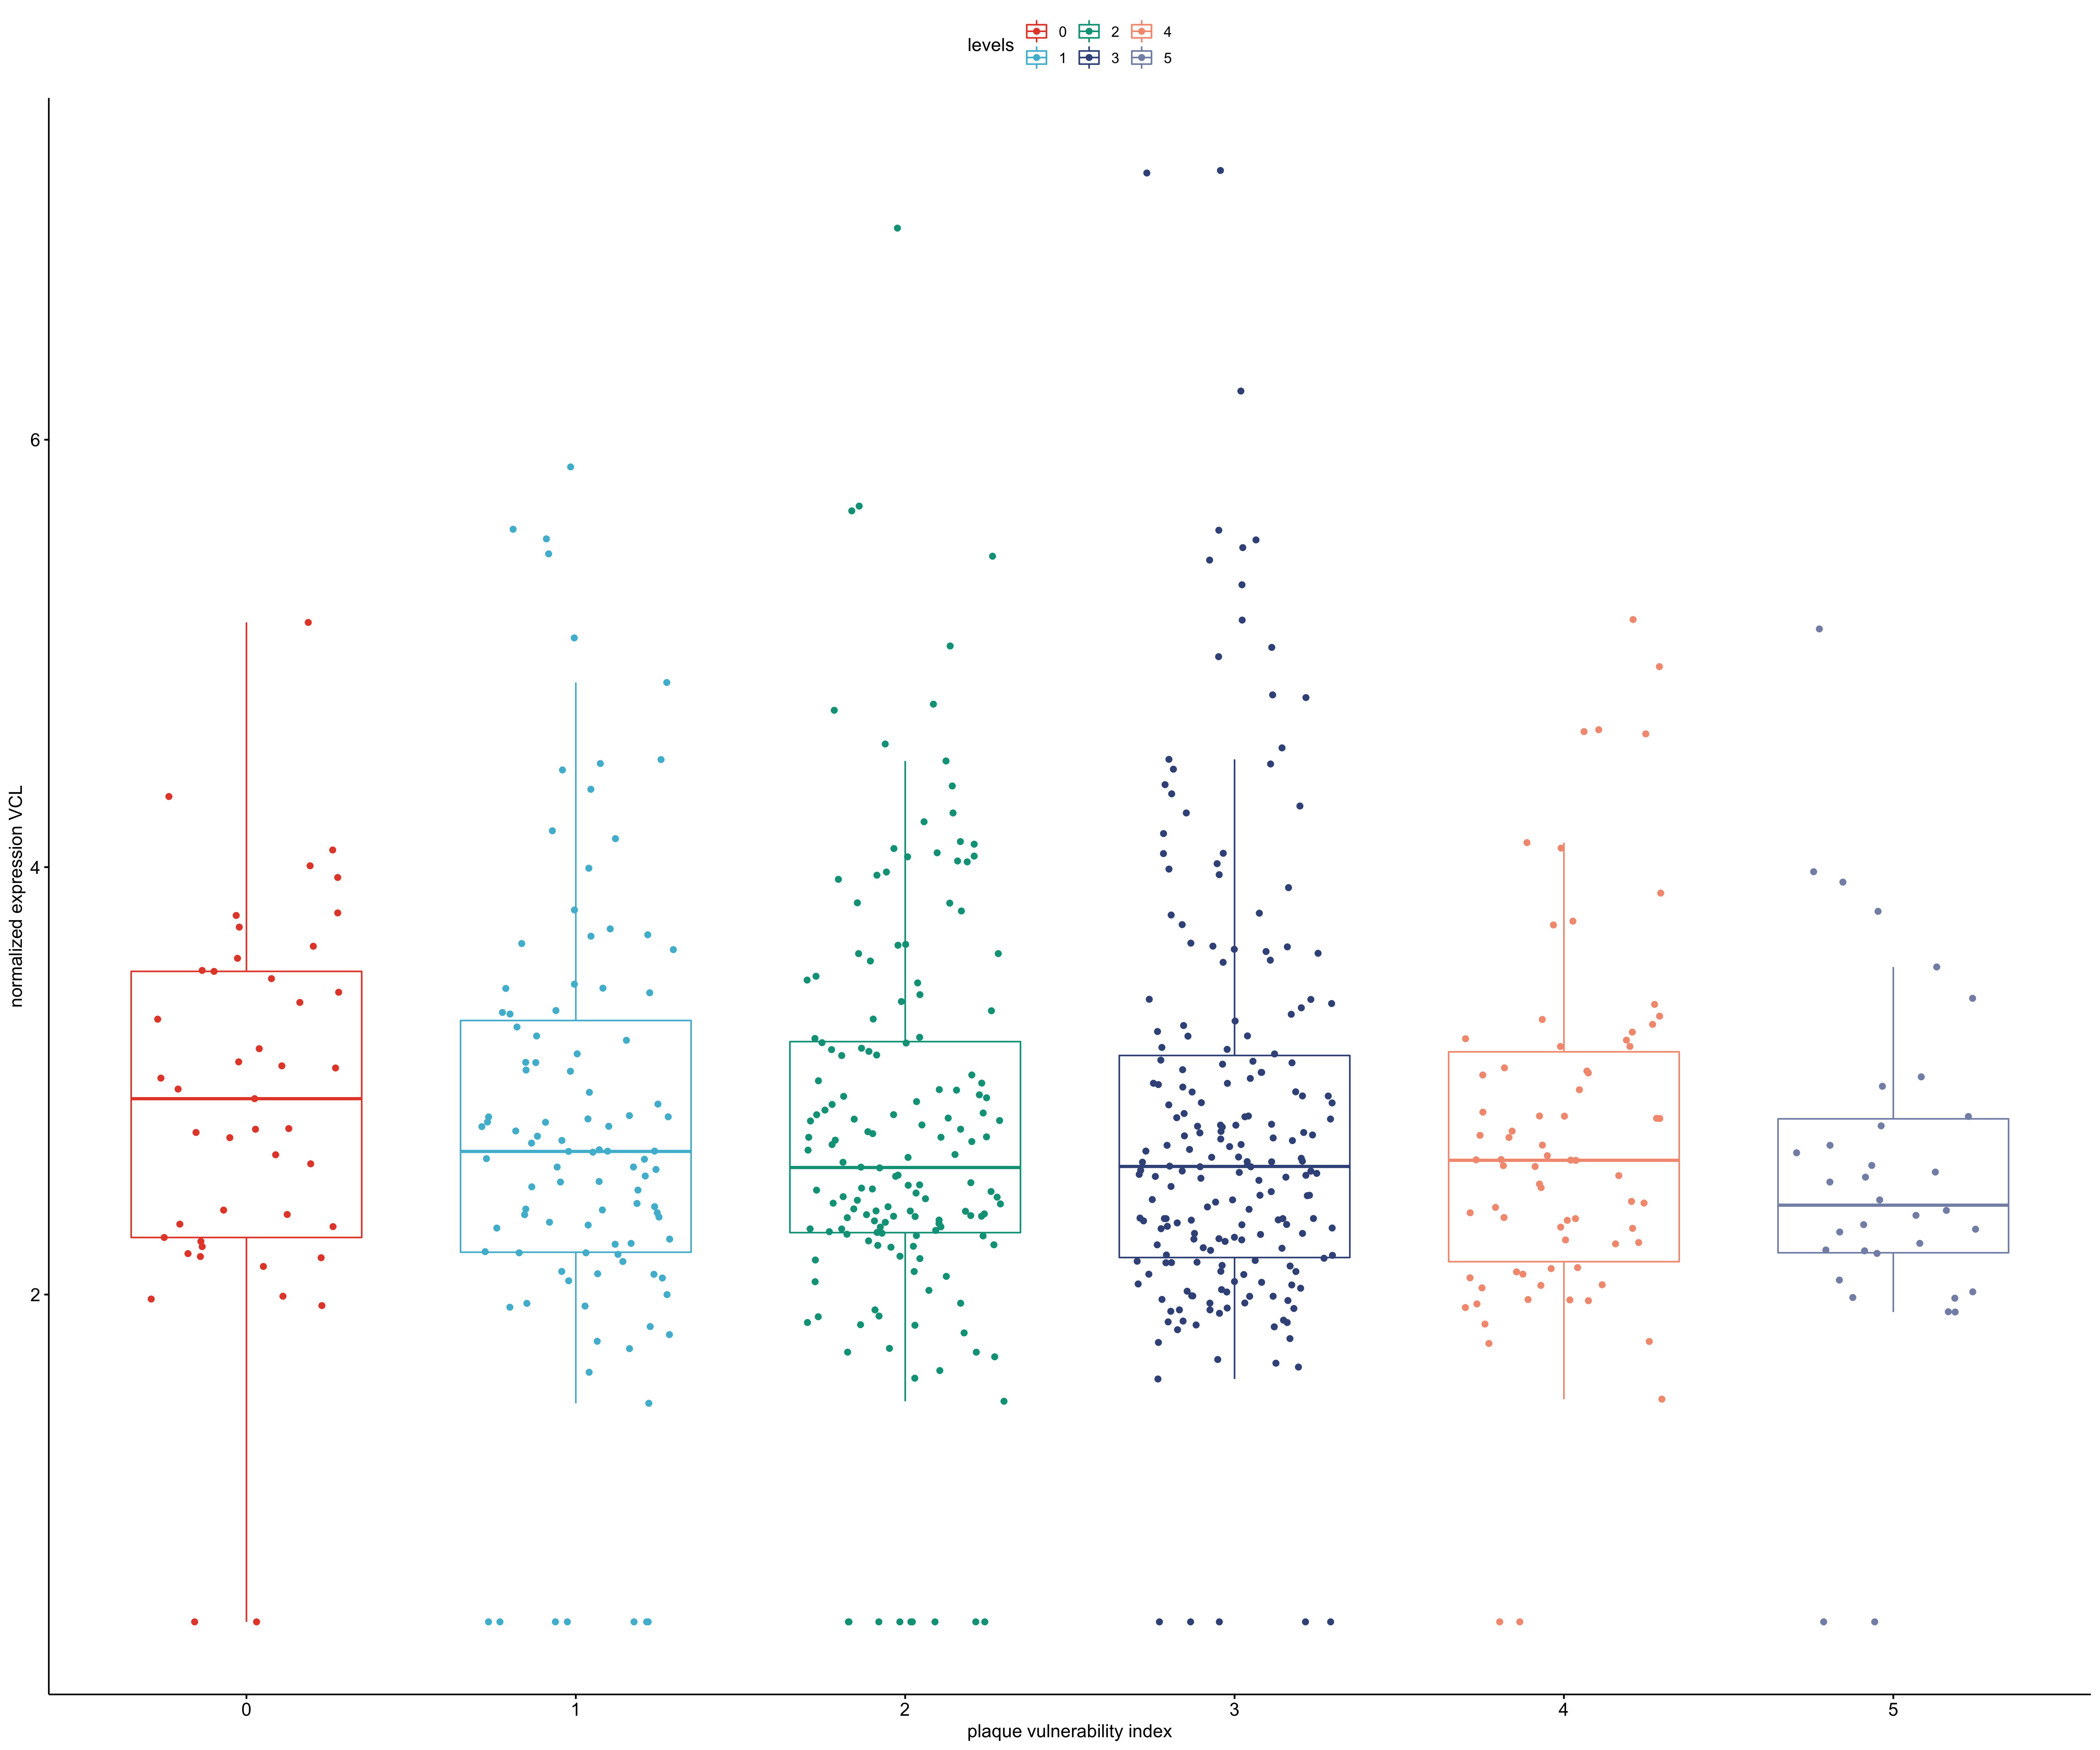 levels 0 2 4
1 3 5
normalized expression VCL
6
4
2
0 1 2 3 4 5
plaque vulnerability index